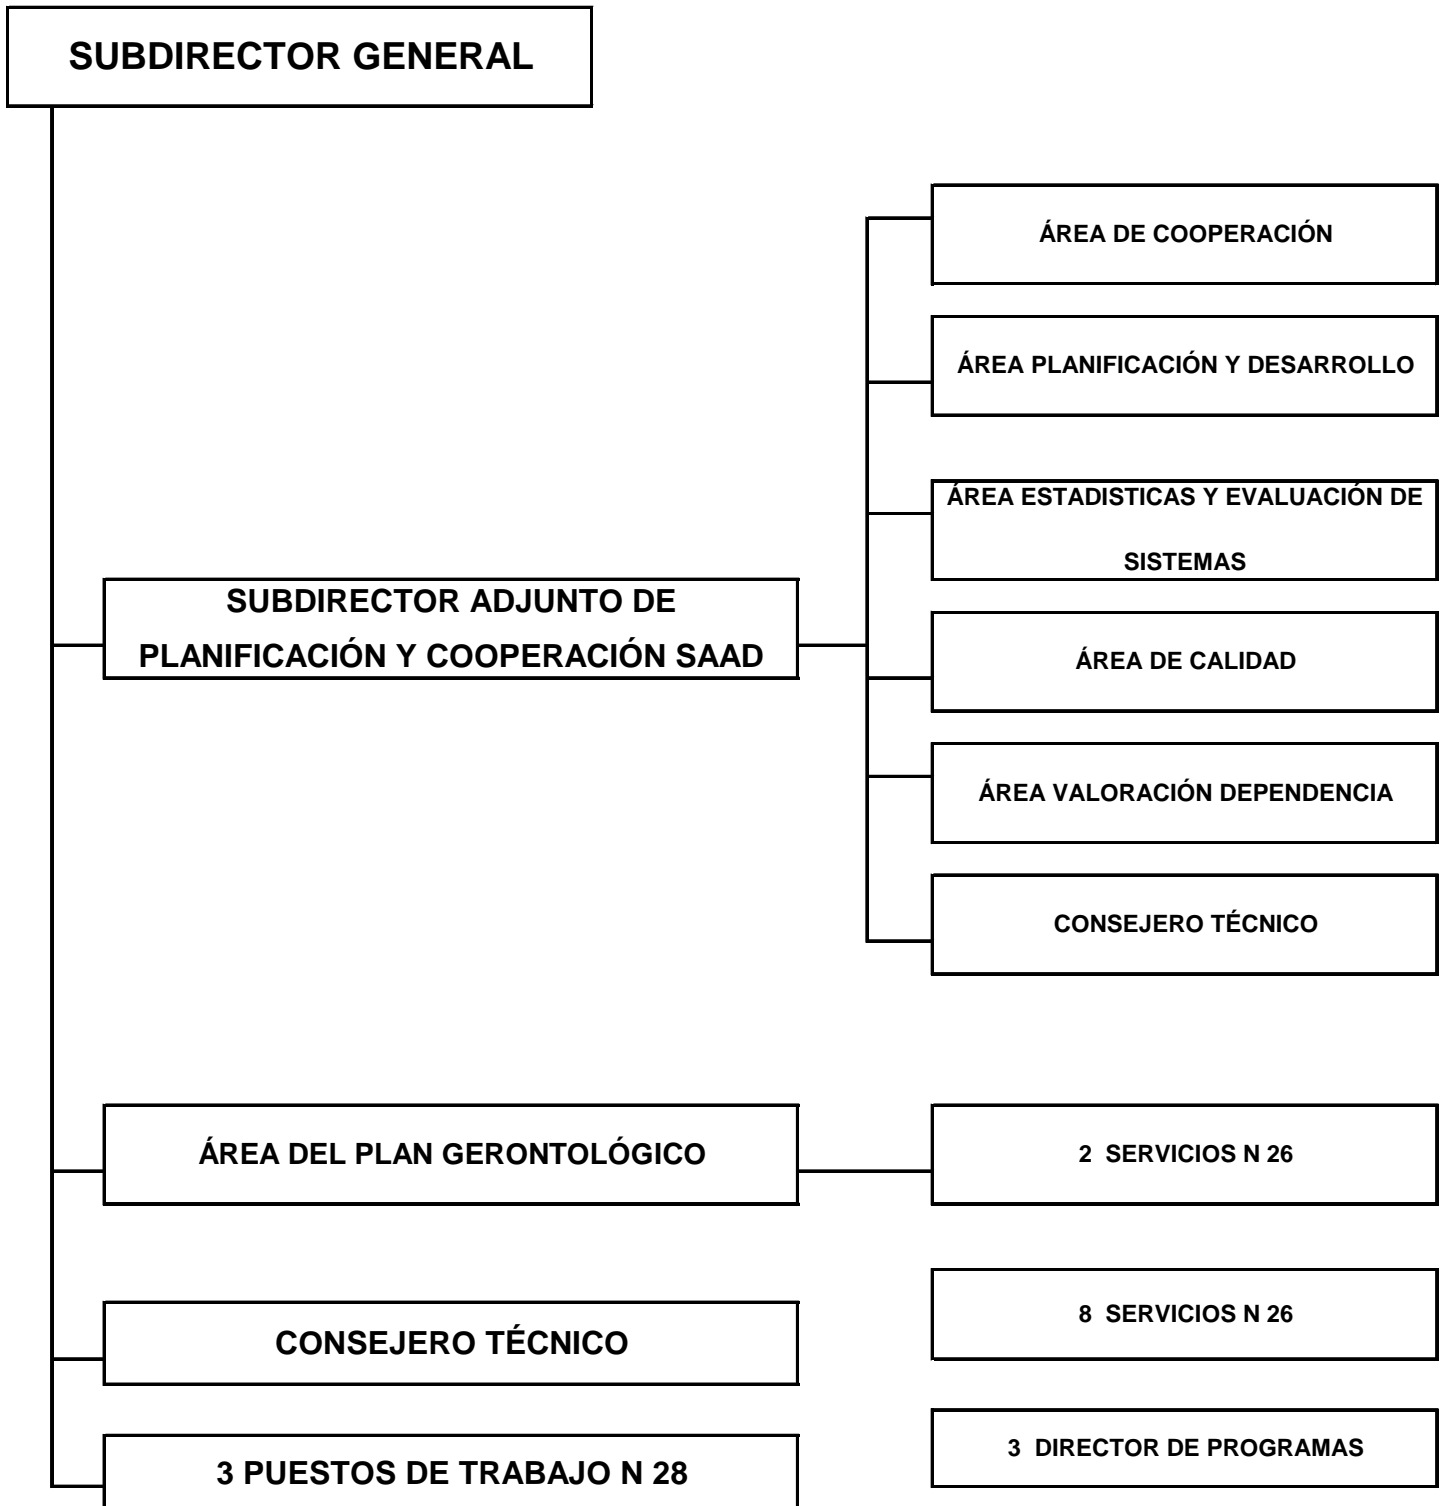 SUBDIRECTOR GENERAL
ÁREA DE COOPERACIÓN
ÁREA PLANIFICACIÓN Y DESARROLLO
ÁREA ESTADISTICAS Y EVALUACIÓN DE
SISTEMAS
SUBDIRECTOR ADJUNTO DE
PLANIFICACIÓN Y COOPERACIÓN SAAD
ÁREA DE CALIDAD
ÁREA VALORACIÓN DEPENDENCIA
CONSEJERO TÉCNICO
ÁREA DEL PLAN GERONTOLÓGICO
2 SERVICIOS N 26
8 SERVICIOS N 26
CONSEJERO TÉCNICO
3 DIRECTOR DE PROGRAMAS
3 PUESTOS DE TRABAJO N 28